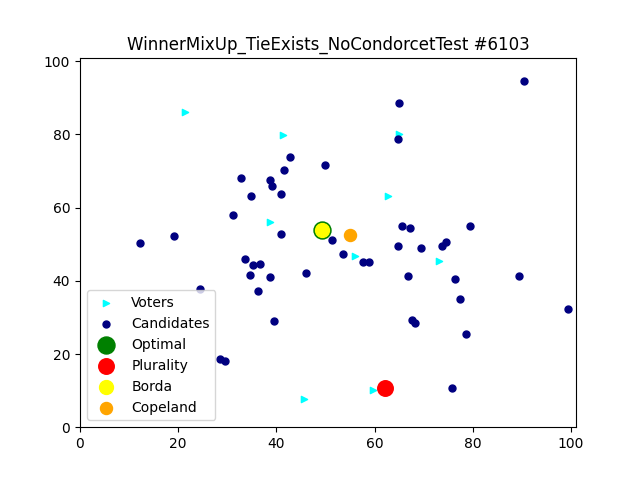 WinnerMixUp_TieExists_NoCondorcetTest #6103
100
80
60
40
20
0
0 20 40 60 80 100
Voters
Candidates
Optimal
Plurality
Borda
Copeland